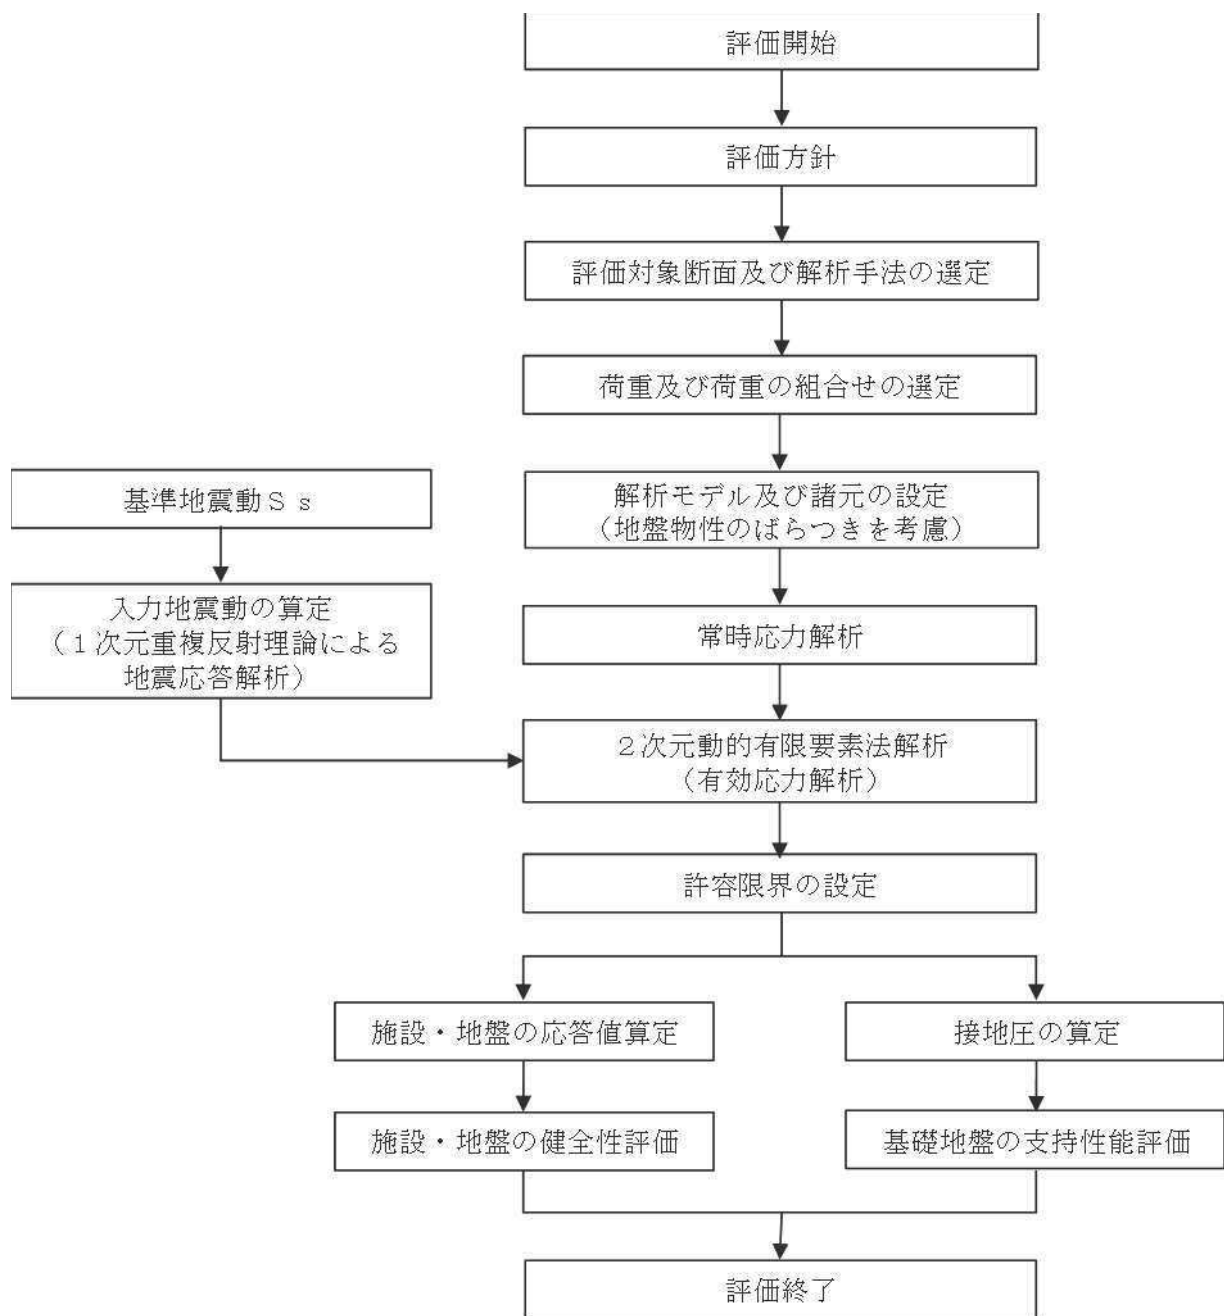 評価開始
評価方針
評価対象断面及び解析手法の選定
荷重及び荷重の組合せの選定
基準地震動Ｓｓ
解析モデル及び諸元の設定
（地盤物性のばらつきを考慮）
入力地震動の算定
（１次元重複反射理論による
地震応答解析）
常時応力解析
２次元動的有限要素法解析
（有効応力解析）
許容限界の設定
施設・地盤の応答値算定
接地圧の算定
施設・地盤の健全性評価
基礎地盤の支持性能評価
評価終了